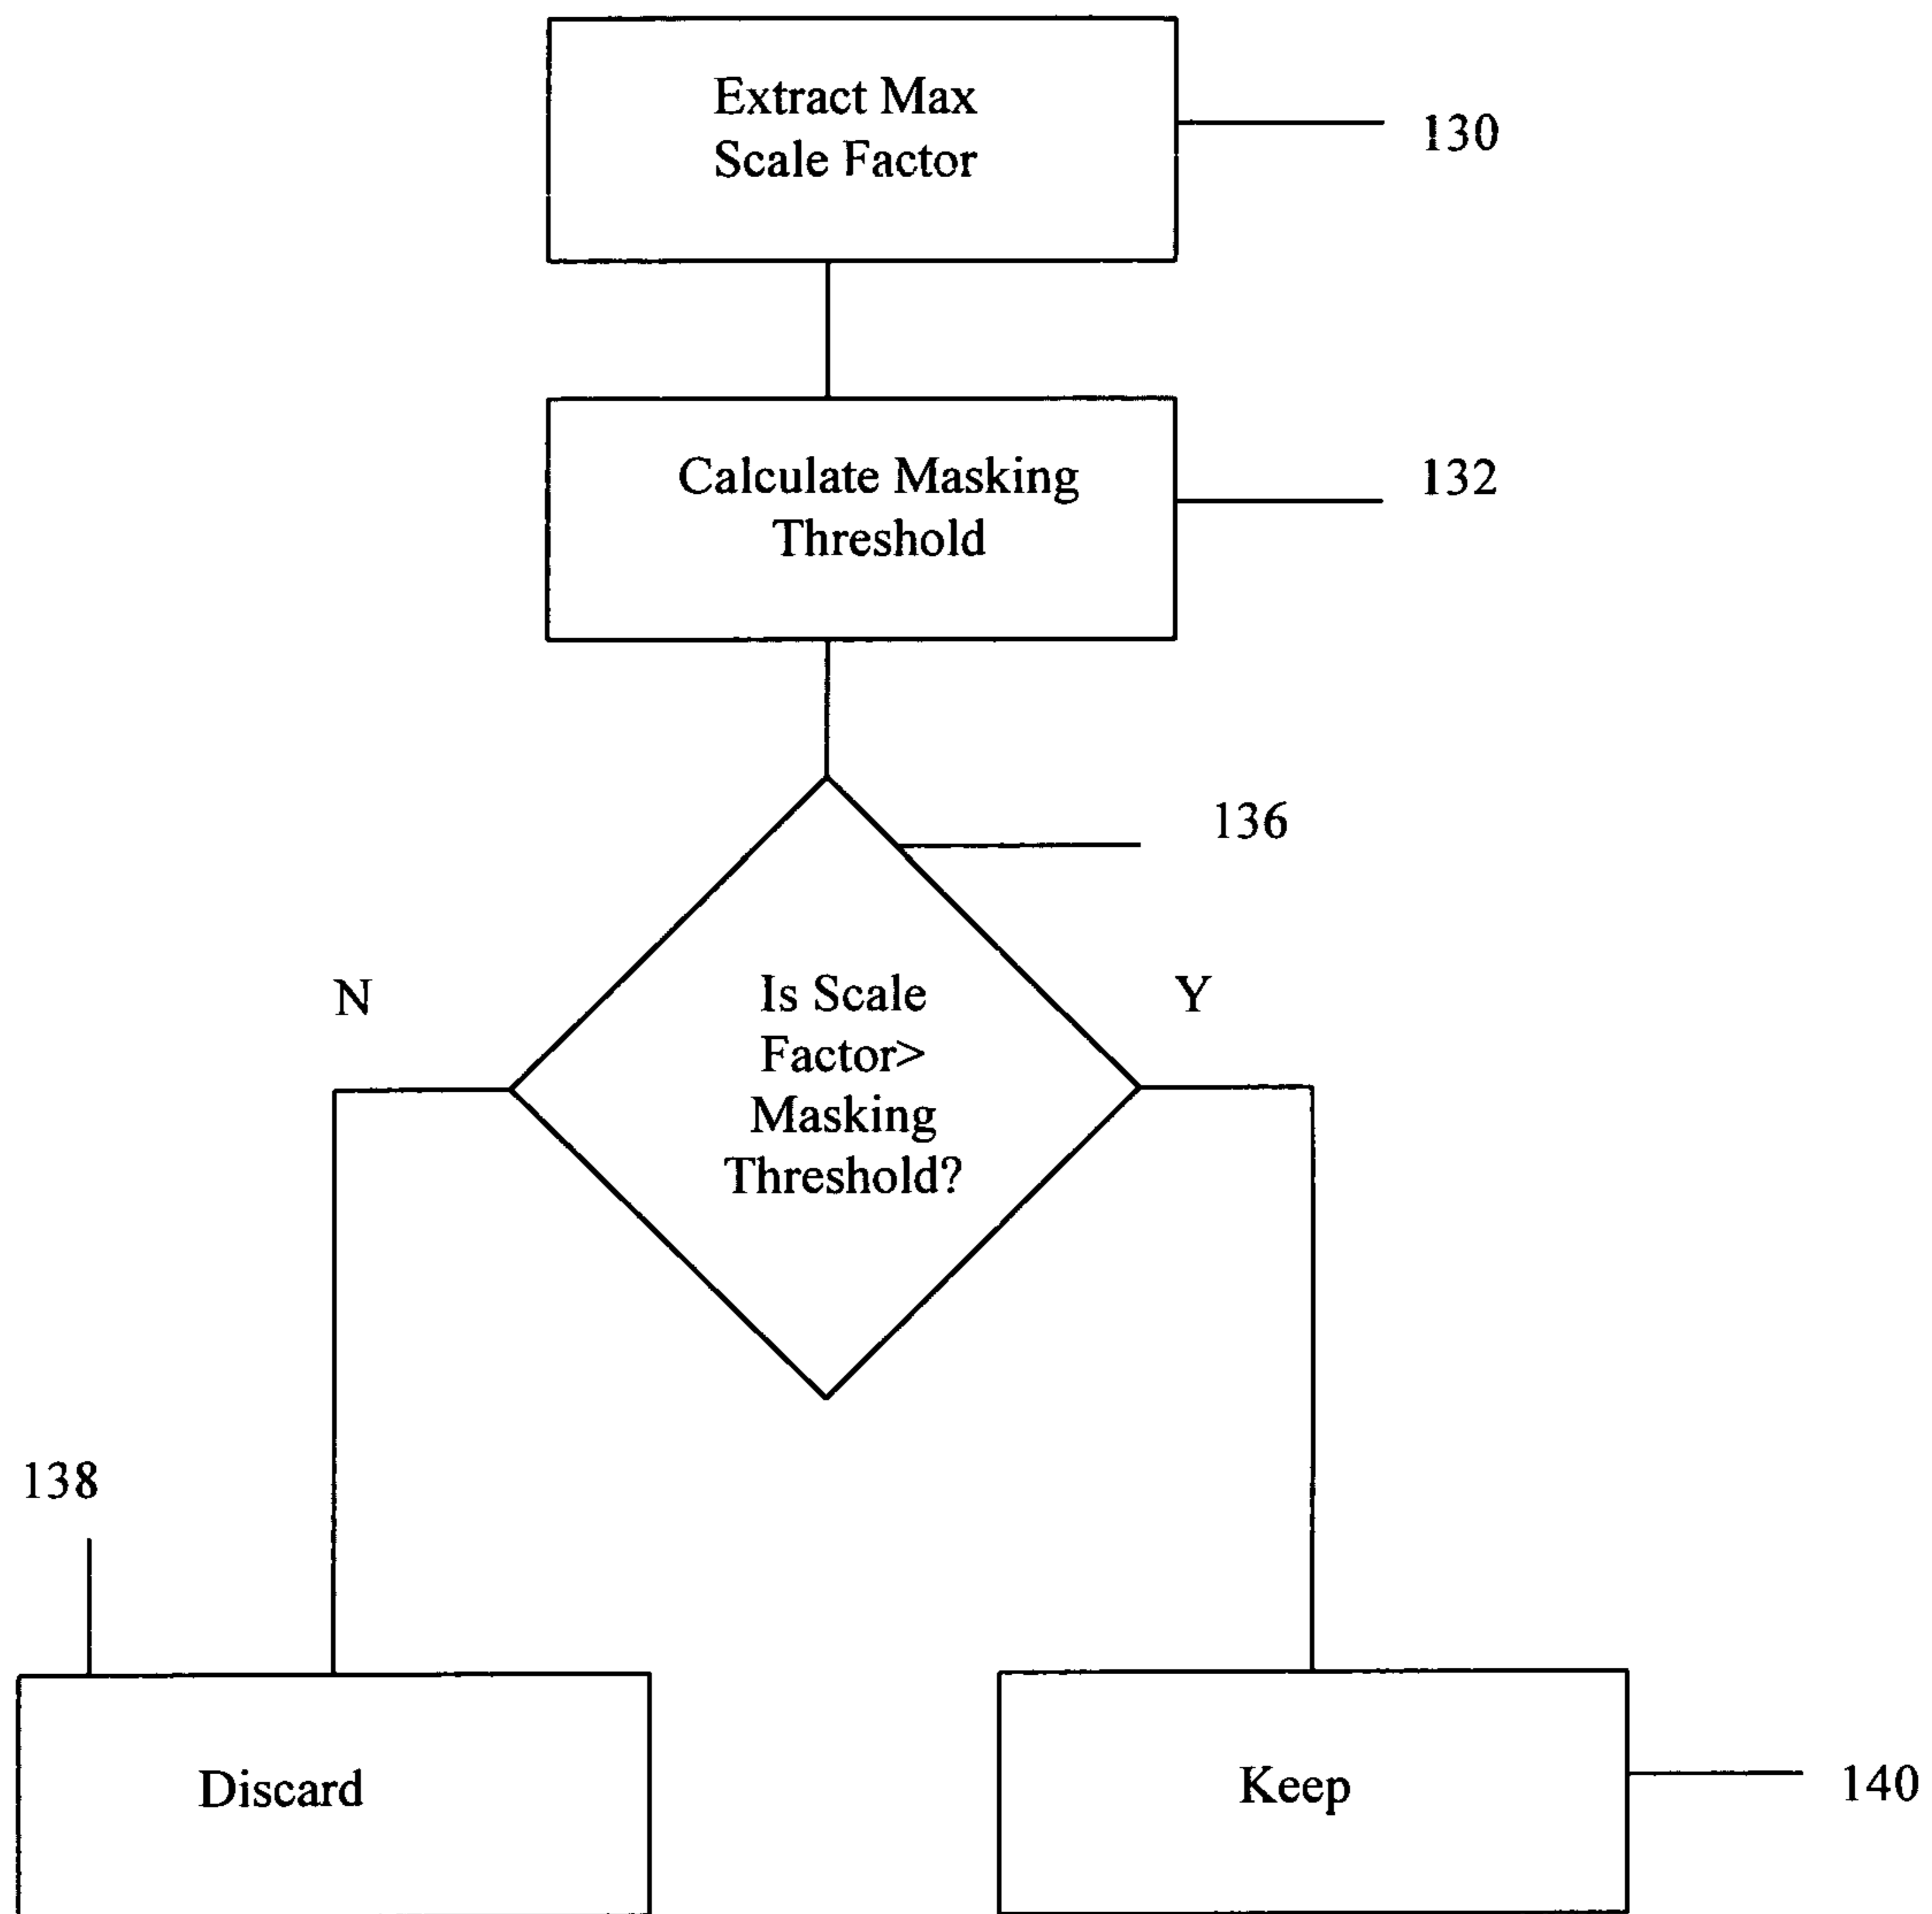 Extract Max
Scale Factor
130
Calculate Masking
Threshold
132
136
N
Y
Is Scale
Factor>
Masking
Threshold?
138
Discard
Keep
140